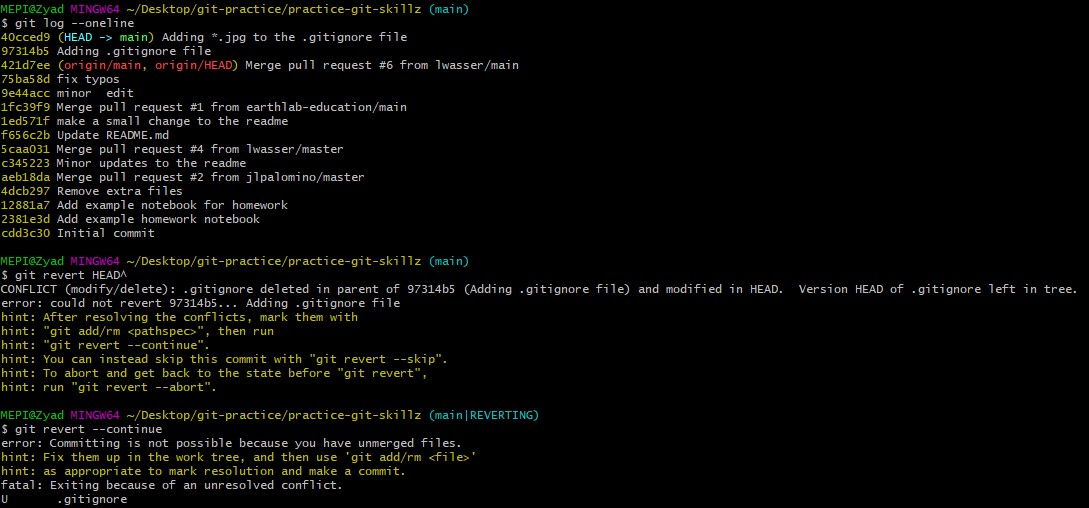 MEPI@Zyad MINGW64 ~/Desktop/git-practice/practice-git-skillz (main)
$ git log --oneline
40cced9 (HEAD -> main) Adding *.jpg to the .gitignore file
97314b5 Adding .gitignore file
421d7ee (origin/main, origin/HEAD) Merge pull request #6 from lwasser/main
75ba58d fix typos
9e44acc minor  edit
1fc39f9 Merge pull request #1 from earthlab-education/main
1ed571f make a small change to the readme
f656c2b Update README.md
5caa031 Merge pull request #4 from lwasser/master
c345223 Minor updates to the readme
aeb18da Merge pull request #2 from jlpalomino/master
4dcb297 Remove extra files
12881a7 Add example notebook for homework
2381e3d Add example homework notebook
cdd3c30 Initial commit
MEPI@Zyad MINGW64 ~/Desktop/git-practice/practice-git-skillz (main)
$ git revert HEAD^
CONFLICT (modify/delete): .gitignore deleted in parent of 97314b5 (Adding .gitignore file) and modified in HEAD.  Version HEAD of .gitignore left in tree.
error: could not revert 97314b5... Adding .gitignore file
hint: After resolving the conflicts, mark them with
hint: "git add/rm <pathspec>", then run
hint: "git revert --continue".
hint: You can instead skip this commit with "git revert --skip".
hint: To abort and get back to the state before "git revert",
hint: run "git revert --abort".
MEPI@Zyad MINGW64 ~/Desktop/git-practice/practice-git-skillz (main|REVERTING)
$ git revert --continue
error: Committing is not possible because you have unmerged files.
hint: Fix them up in the work tree, and then use 'git add/rm <file>'
hint: as appropriate to mark resolution and make a commit.
fatal: Exiting because of an unresolved conflict.
U       .gitignore